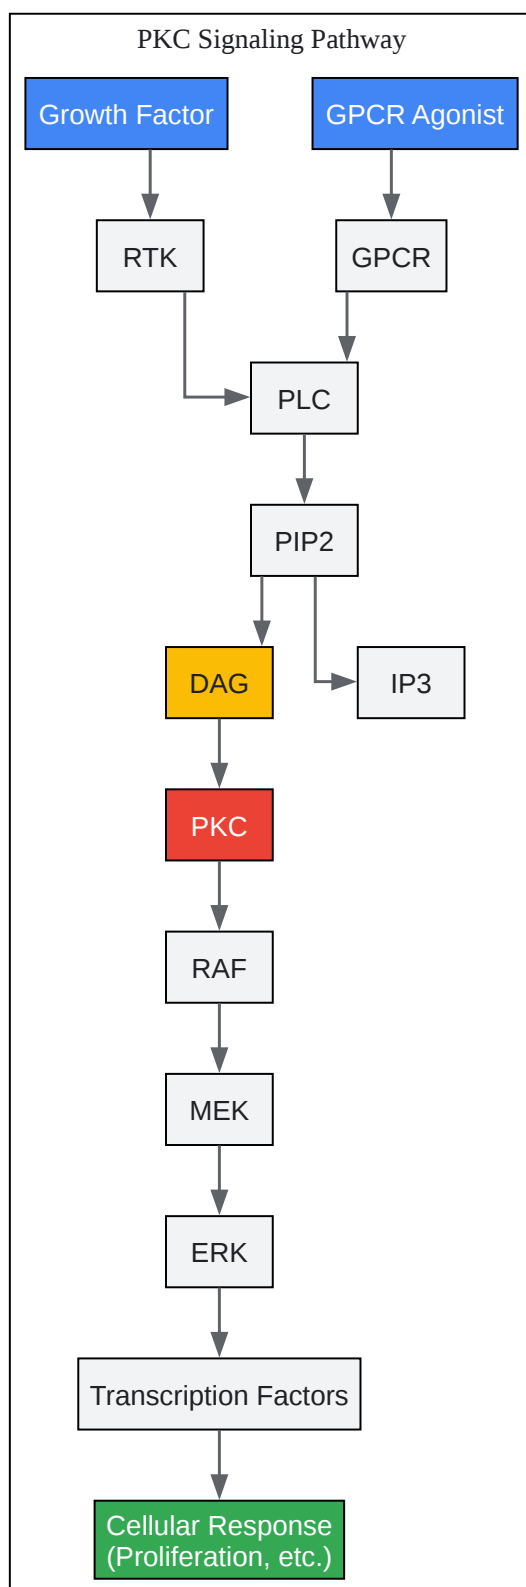 PKC Signaling Pathway
Growth Factor
GPCR Agonist
RTK
GPCR
PLC
PIP2
DAG
IP3
PKC
RAF
MEK
ERK
Transcription Factors
Cellular Response
(Proliferation, etc.)